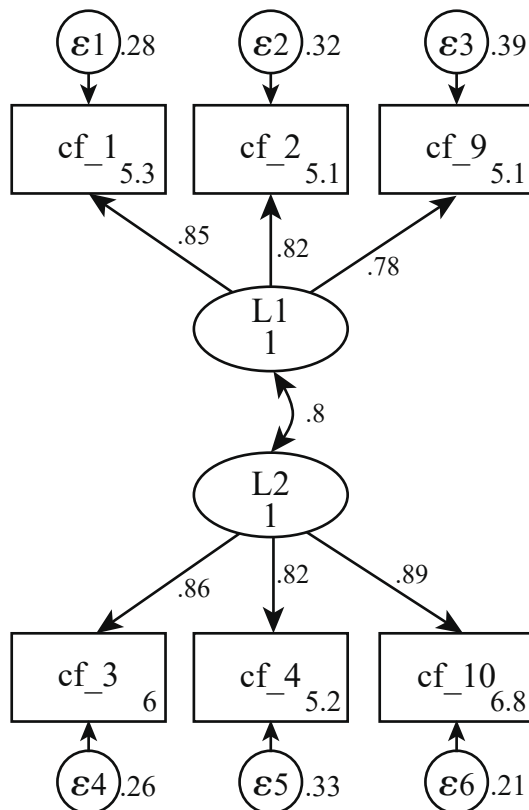 ε1 .28 ε2 .32 ε3 .39
cf_1 5.3 cf_2 5.1 cf_9 5.1
.85 .82 .78
L1
1
.8
L2
1
.86 .82 .89
cf_3 6 cf_4 5.2 cf_10 6.8
ε4 .26 ε5 .33 ε6 .21